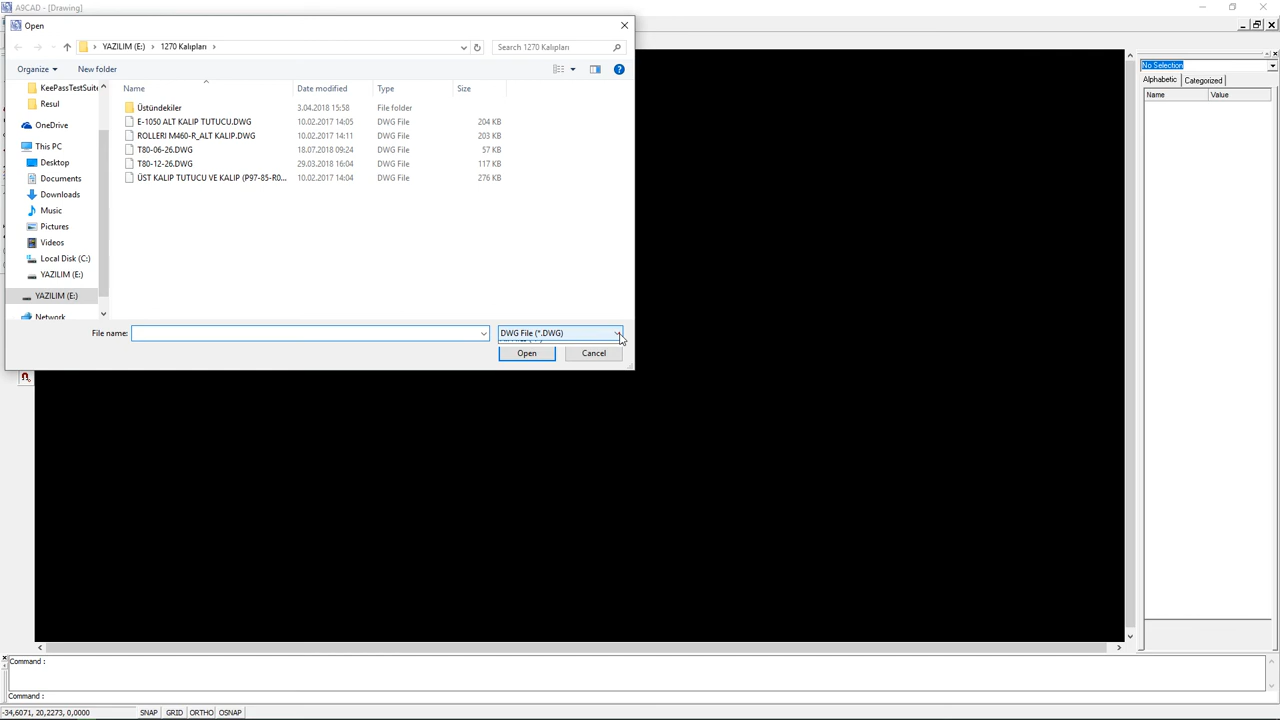 A9CAD - [Drawing]
Open
YAZILIM (E:) > 1270 Kalıpları >
Search 1270 Kalıpları
Organize
New folder
Name
Date modified
Type
Size
KeePassTestSuite
Resul
OneDrive
This PC
Desktop
Documents
Downloads
Music
Pictures
Videos
Local Disk (C:)
YAZILIM (E:)
YAZILIM (E:)
Network
Üstündekiler 3.04.2018 15:58 File folder
E-1050 ALT KALIP TUTUCU.DWG 10.02.2017 14:05 DWG File 204 KB
ROLLERI M460-R_ALT KALIP.DWG 10.02.2017 14:11 DWG File 203 KB
T80-06-26.DWG 18.07.2018 09:24 DWG File 57 KB
T80-12-26.DWG 29.03.2018 16:04 DWG File 117 KB
ÜST KALIP TUTUCU VE KALIP (P97-85-R0... 10.02.2017 14:04 DWG File 276 KB
File name:
DWG File (*.DWG)
Open
Cancel
No Selection
Alphabetic
Categorized
Name
Value
Command :
Command :
-34,6071, 20,2273, 0,0000
SNAP
GRID
ORTHO
OSNAP